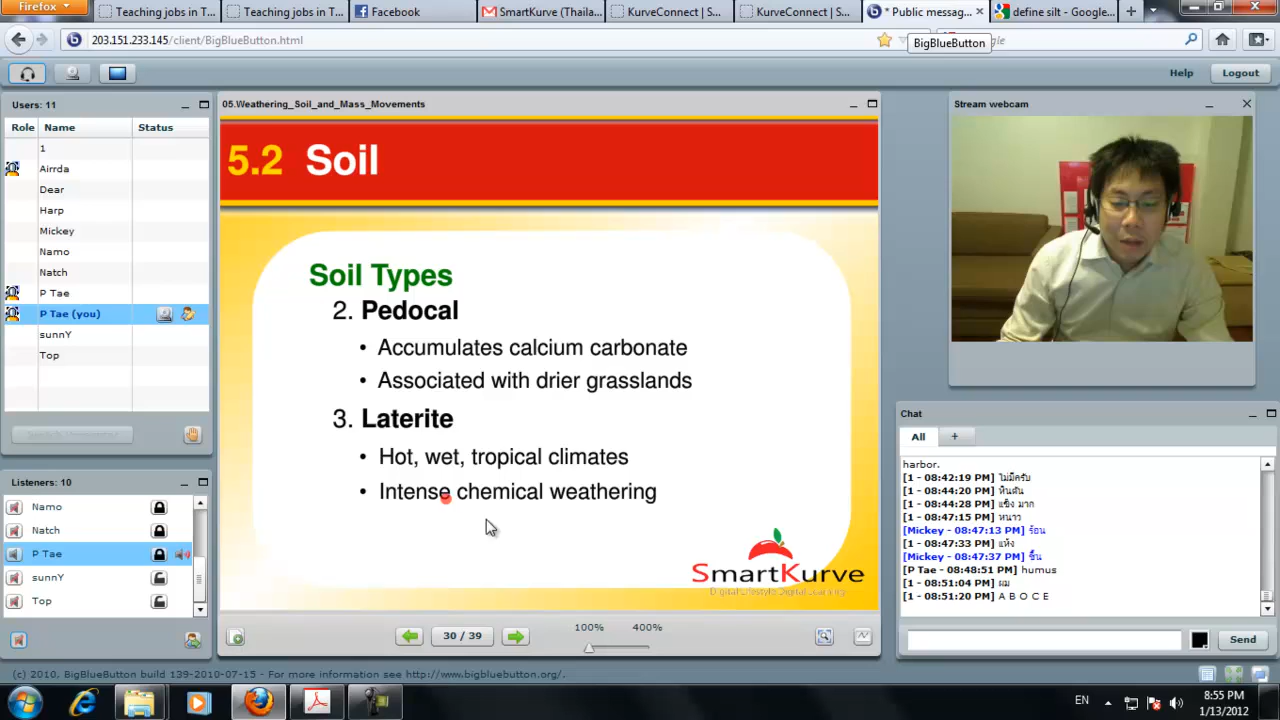 Firefox
Teaching jobs in T...
Teaching jobs in T...
Facebook
SmartKurve (Thaila...
KurveConnect | S...
KurveConnect | S...
* Public messag...
define silt - Google...
203.151.233.145/client/BigBlueButton.html
BigBlueButton
Help
Logout
Users: 11
Role Name Status
1
Airrda
Dear
Harp
Mickey
Namo
Natch
P Tae
P Tae (you)
sunnY
Top
Listeners: 10
Namo
Natch
P Tae
sunnY
Top
05.Weathering_Soil_and_Mass_Movements
5.2 Soil
Soil Types
2. Pedocal
• Accumulates calcium carbonate
• Associated with drier grasslands
3. Laterite
• Hot, wet, tropical climates
• Intense chemical weathering
SmartKurve
Digital Lifestyle Digital Learning
30 / 39
100% 400%
Stream webcam
Chat
All
harbor.
[1 - 08:42:19 PM] ไม่มีครับ
[1 - 08:44:20 PM] หินดัน
[1 - 08:44:28 PM] แข็ง มาก
[1 - 08:47:15 PM] หนาว
[Mickey - 08:47:13 PM] ร้อน
[1 - 08:47:33 PM] แห้ง
[Mickey - 08:47:37 PM] ชื้น
[P Tae - 08:48:51 PM] humus
[1 - 08:51:04 PM] ผม
[1 - 08:51:20 PM] A B O C E
Send
(c) 2010, BigBlueButton build 139-2010-07-15 - For more information see http://www.bigbluebutton.org/.
EN
8:55 PM
1/13/2012